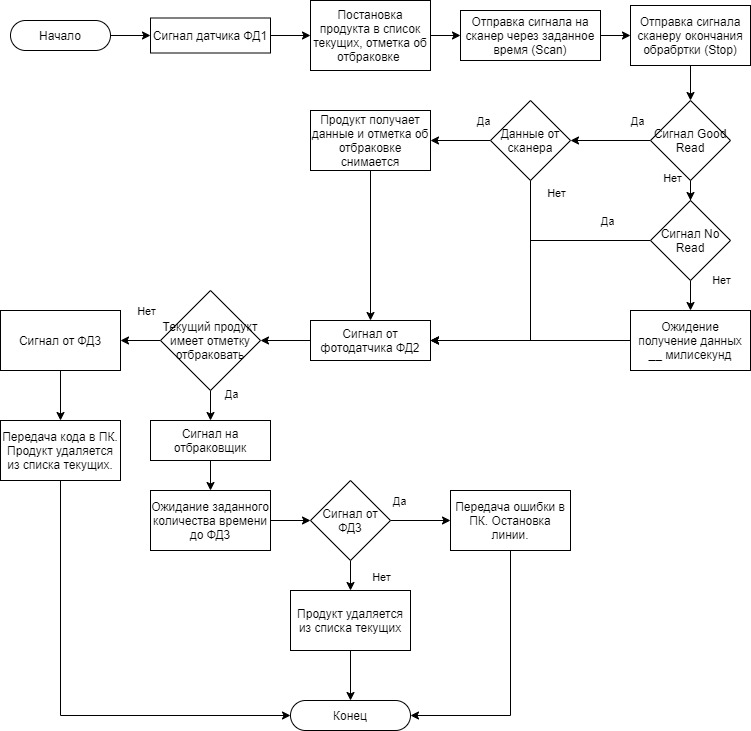 Начало
Сигнал датчика ФД1
Постановка
продукта в список
текущих, отметка об
отбраковке
Отправка сигнала на
сканер через заданное
время (Scan)
Отправка сигнала
сканеру окончания
обрабртки (Stop)
Сигнал Good
Read
Да
Нет
Данные от
сканера
Да
Нет
Продукт получает
данные и отметка об
отбраковке
снимается
Сигнал No
Read
Да
Нет
Ожидение
получение данных
__ милисекунд
Сигнал от
фотодатчика ФД2
Текущий продукт
имеет отметку
отбраковать
Нет
Да
Сигнал от ФД3
Передача кода в ПК.
Продукт удаляется
из списка текущих.
Сигнал на
отбраковщик
Ожидание заданного
количества времени
до ФД3
Сигнал от
ФД3
Да
Нет
Передача ошибки в
ПК. Остановка
линии.
Продукт удаляется
из списка текущих
Конец